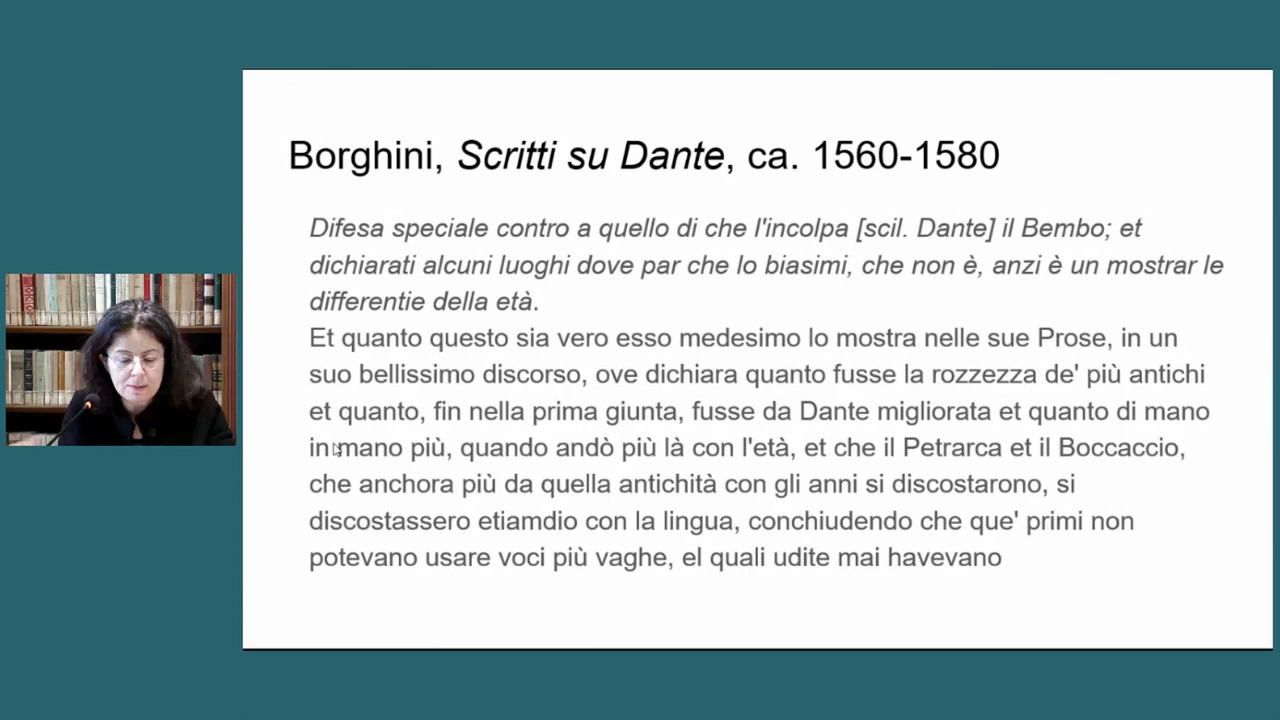 Borghini, Scritti su Dante, ca. 1560-1580
Difesa speciale contro a quello di che l'incolpa [scil. Dante] il Bembo; et
dichiarati alcuni luoghi dove par che lo biasimi, che non è, anzi è un mostrar le
differentie della età.
Et quanto questo sia vero esso medesimo lo mostra nelle sue Prose, in un
suo bellissimo discorso, ove dichiara quanto fusse la rozzezza de' più antichi
et quanto, fin nella prima giunta, fusse da Dante migliorata et quanto di mano
in mano più, quando andò più là con l'età, et che il Petrarca et il Boccaccio,
che anchora più da quella antichità con gli anni si discostarono, si
discostassero etiamdio con la lingua, conchiudendo che que' primi non
potevano usare voci più vaghe, el quali udite mai havevano